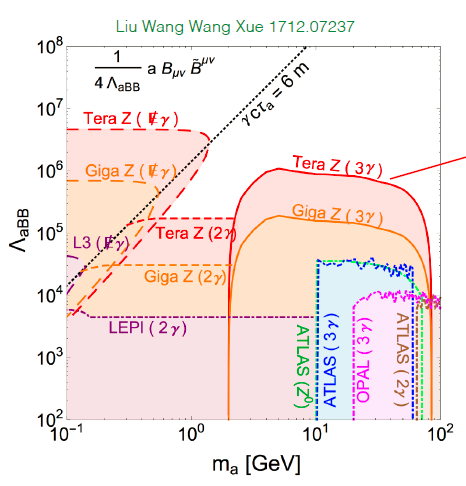 Liu Wang Wang Xue 1712.07237
10^8
10^7
10^6
10^5
10^4
10^3
10^2
Λ_aBB
1 / 4 Λ_aBB a B_μν B̃^μν
γcτ_a = 6 m
Tera Z (E̸γ)
Giga Z (E̸γ)
L3 (E̸γ)
Tera Z (2γ)
Giga Z (2γ)
LEPI (2γ)
Tera Z (3γ)
Giga Z (3γ)
ATLAS (Z^0)
ATLAS (3γ)
OPAL (3γ)
ATLAS (2γ)
10^-1
10^0
10^1
10^2
m_a [GeV]